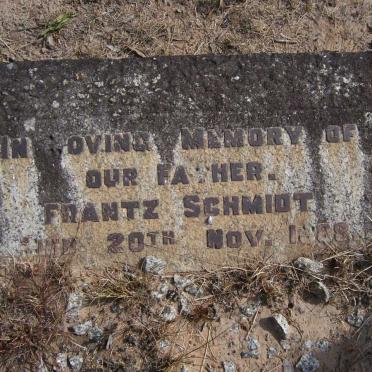 IN LOVING MEMORY OF
OUR FATHER.
FRANTZ SCHMIDT
20TH NOV.